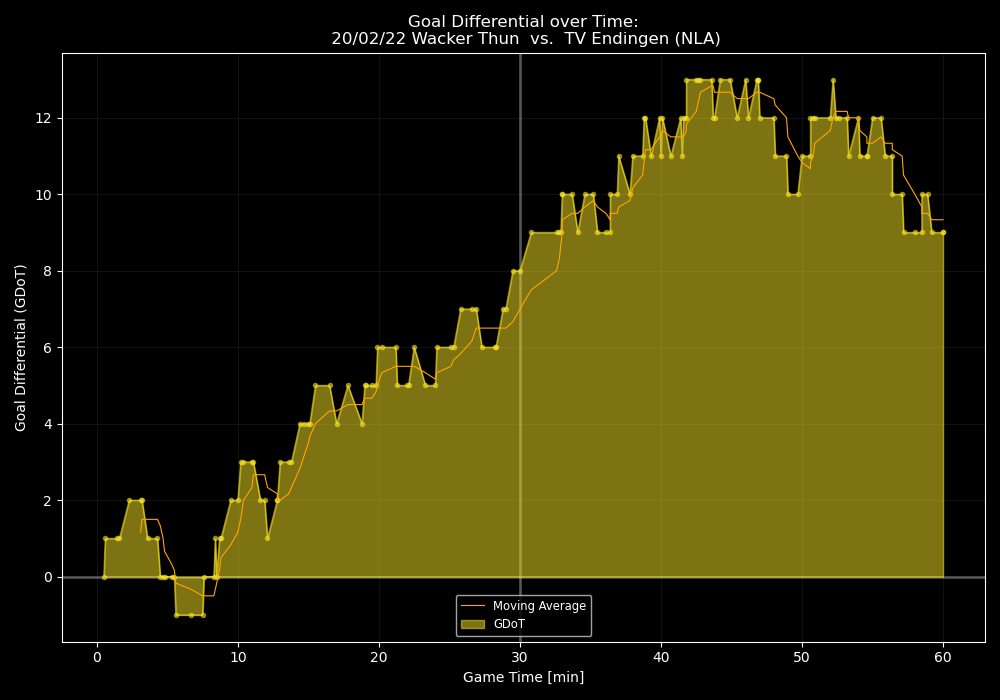 Goal Differential over Time:
20/02/22 Wacker Thun  vs.  TV Endingen (NLA)
Goal Differential (GDoT)
12
10
8
6
4
2
0
Moving Average
GDoT
0 10 20 30 40 50 60
Game Time [min]